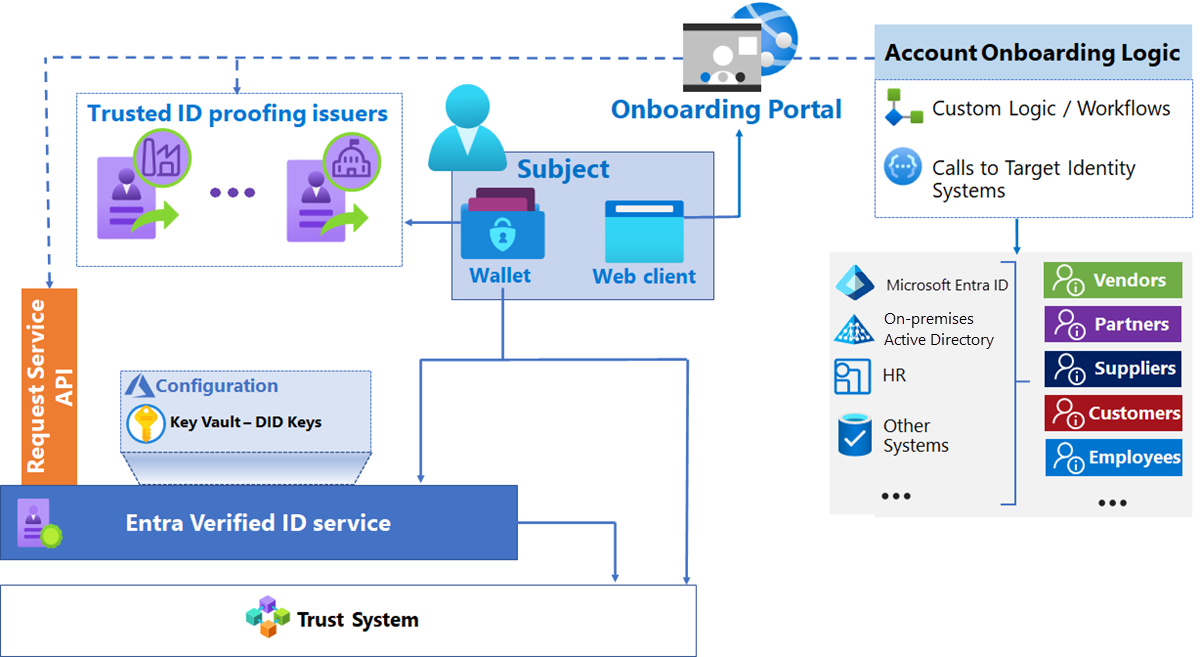 Account Onboarding Logic
Custom Logic / Workflows
Calls to Target Identity
Systems
Onboarding Portal
Trusted ID proofing issuers
Subject
Wallet
Web client
Request Service
API
Configuration
Key Vault – DID Keys
Entra Verified ID service
Trust System
Microsoft Entra ID
On-premises
Active Directory
HR
Other
Systems
Vendors
Partners
Suppliers
Customers
Employees